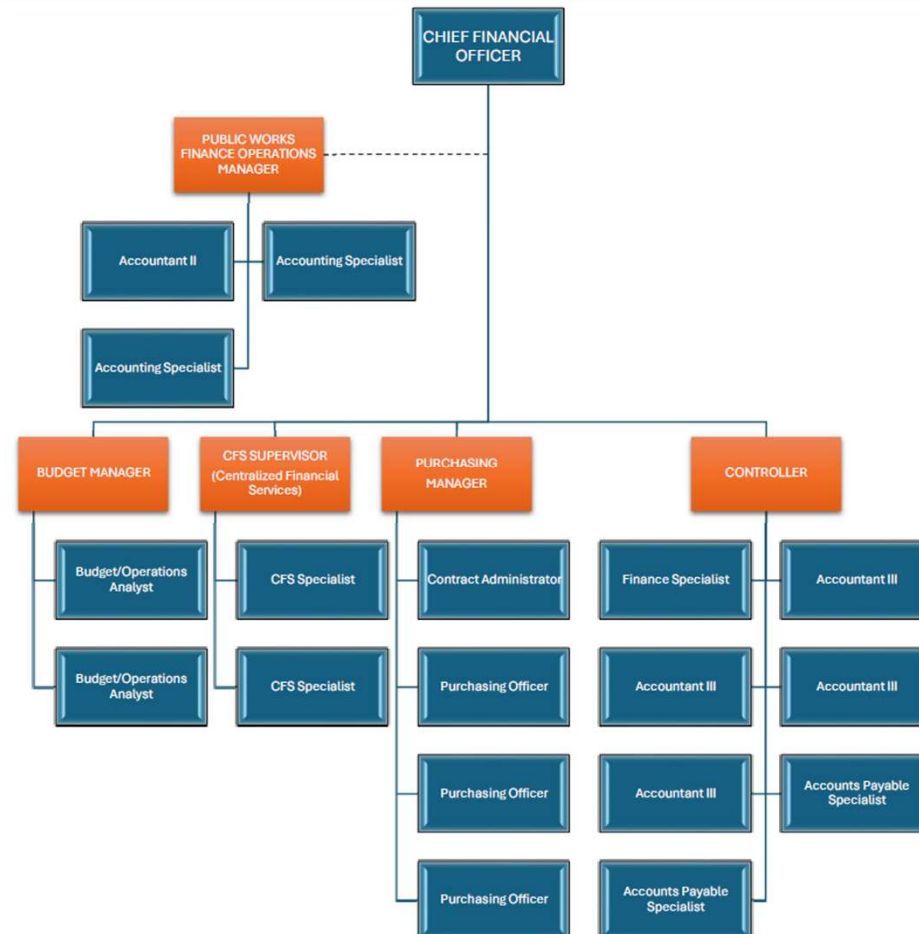 CHIEF FINANCIAL
OFFICER
PUBLIC WORKS
FINANCE OPERATIONS
MANAGER
Accountant II
Accounting Specialist
Accounting Specialist
BUDGET MANAGER
CFS SUPERVISOR
(Centralized Financial
Services)
PURCHASING
MANAGER
CONTROLLER
Budget/Operations
Analyst
CFS Specialist
Contract Administrator
Finance Specialist
Accountant III
Budget/Operations
Analyst
CFS Specialist
Purchasing Officer
Accountant III
Accountant III
Purchasing Officer
Accountant III
Accounts Payable
Specialist
Purchasing Officer
Accounts Payable
Specialist